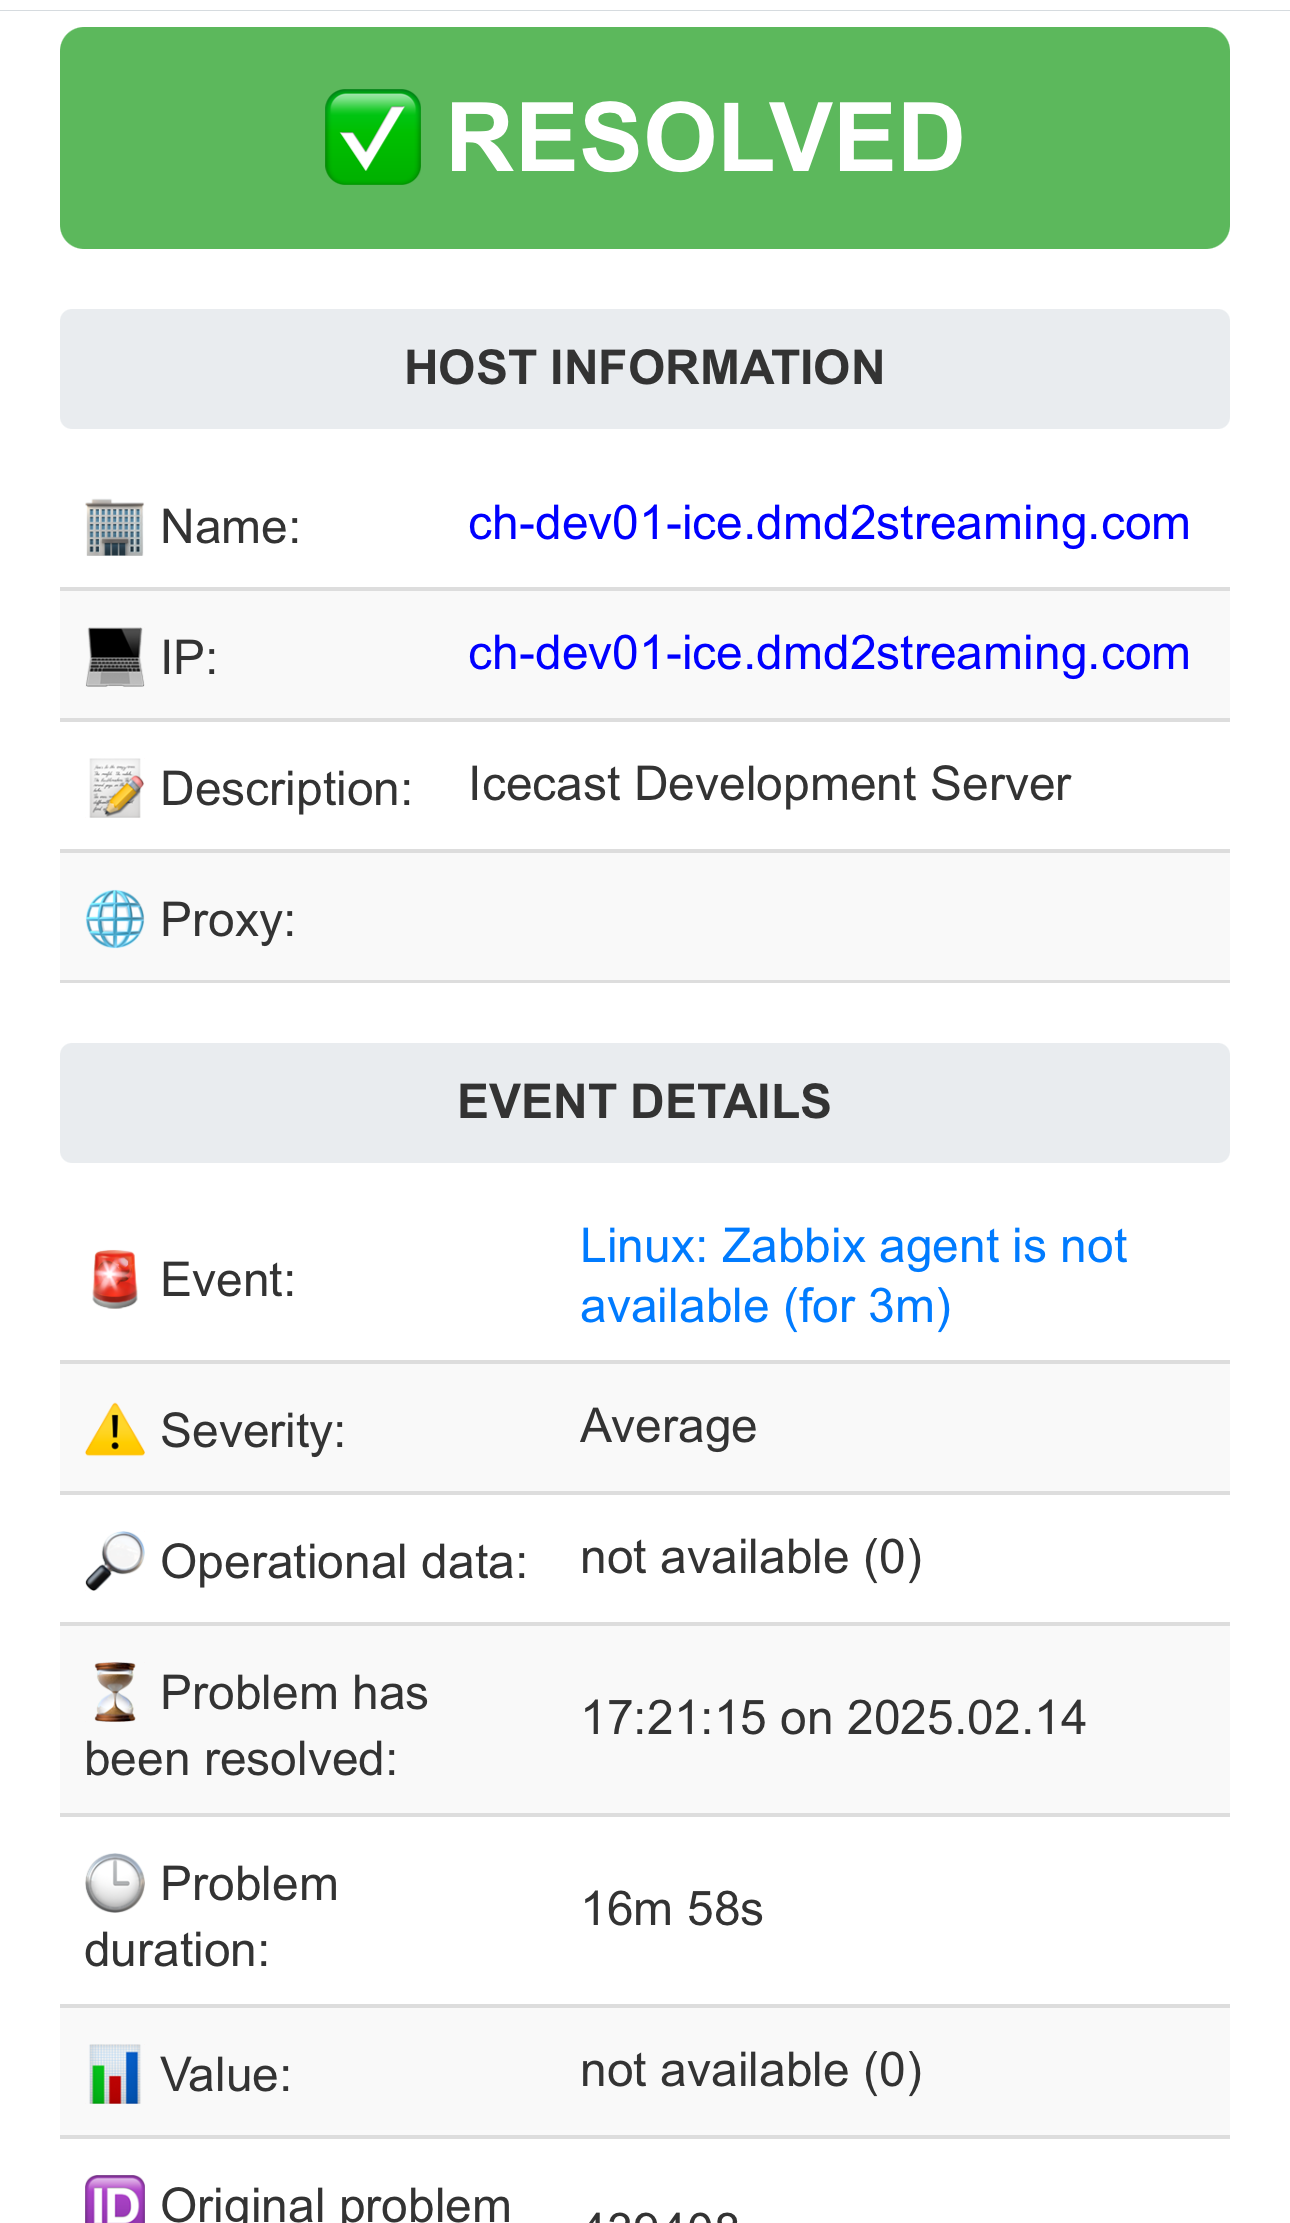 ✅ RESOLVED
HOST INFORMATION
🏢 Name: ch-dev01-ice.dmd2streaming.com
💻 IP: ch-dev01-ice.dmd2streaming.com
📝 Description: Icecast Development Server
🌐 Proxy:
EVENT DETAILS
🚨 Event: Linux: Zabbix agent is not
available (for 3m)
⚠️ Severity: Average
🔎 Operational data: not available (0)
⏳ Problem has
been resolved:
17:21:15 on 2025.02.14
🕒 Problem
duration:
16m 58s
📊 Value: not available (0)
🆔 Original problem